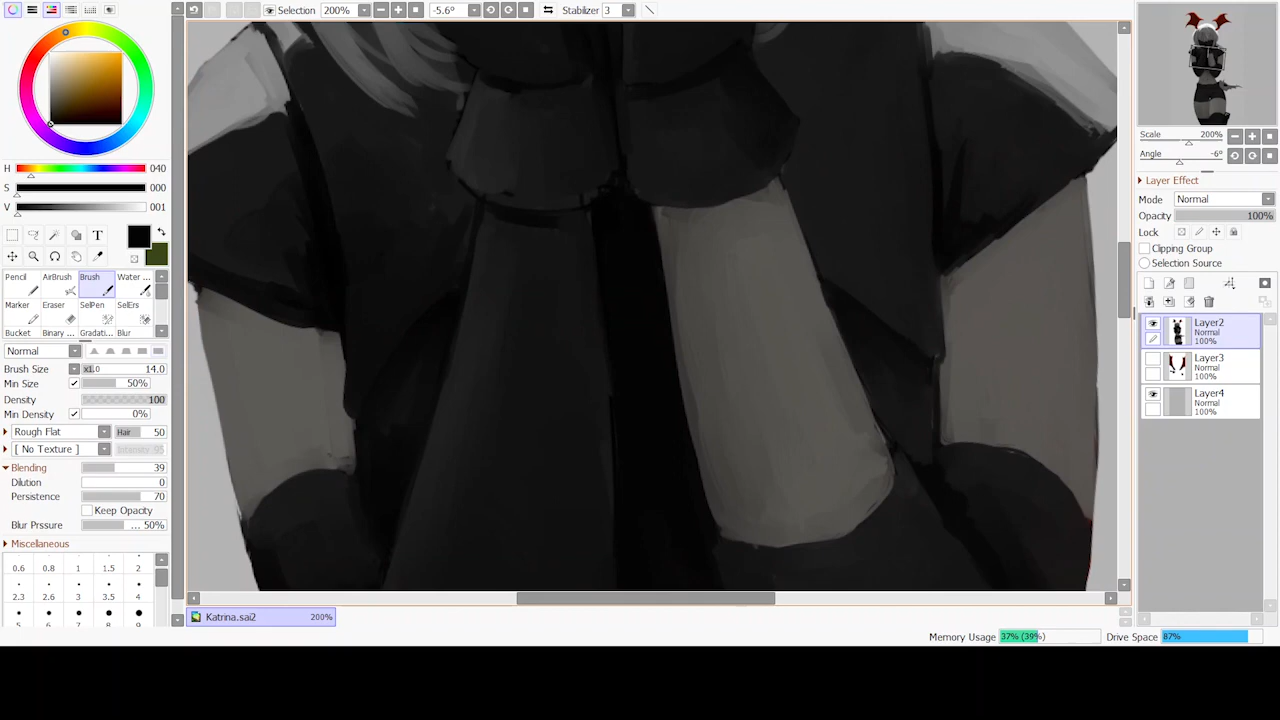 Selection 200% -5.6° Stabilizer 3
H 040
S 000
V 001
T
Pencil AirBrush Brush Water ...
Marker Eraser SelPen SelErs
Bucket Binary ... Gradati... Blur
Normal
Brush Size x1.0 14.0
Min Size 50%
Density 100
Min Density 0%
Rough Flat Hair 50
[ No Texture ] Intensity 95
Blending 39
Dilution 0
Persistence 70
Keep Opacity
Blur Prssure ... 50%
Miscellaneous
0.6 0.8 1 1.5 2
2.3 2.6 3 3.5 4
Katrina.sai2 200%
Scale 200%
Angle -6°
Layer Effect
Mode Normal
Opacity 100%
Lock
Clipping Group
Selection Source
Layer2
Normal
100%
Layer3
Normal
100%
Layer4
Normal
100%
Memory Usage 37% (39%) Drive Space 87%